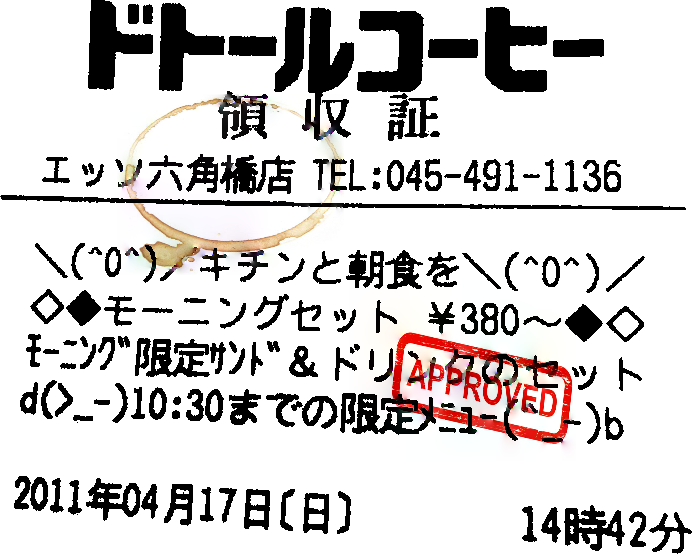 ドトールコーヒー
領収証
エッソ六角橋店 TEL:045-491-1136
＼(^0^)／キチンと朝食を＼(^0^)／
◇◆モーニングセット ￥380～◆◇
ﾓｰﾆﾝｸﾞ限定ｻﾝﾄﾞ&ドリンクのセット
APPROVED
d(>_-)10:30までの限定ﾒﾆｭｰ(^_-)b
2011年04月17日(日) 14時42分